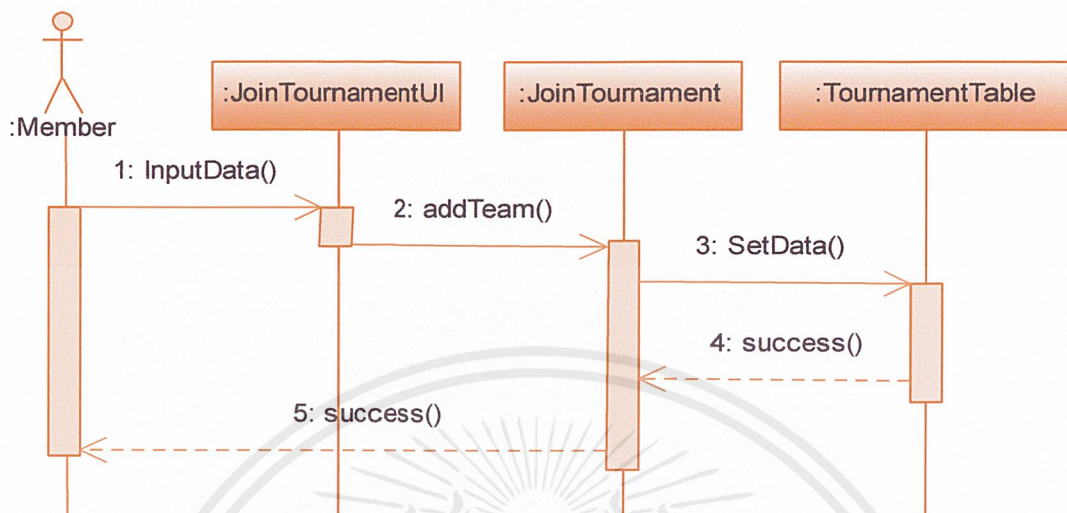 :JoinTournamentUI
:JoinTournament
:TournamentTable
:Member
1: InputData()
2: addTeam()
3: SetData()
4: success()
5: success()